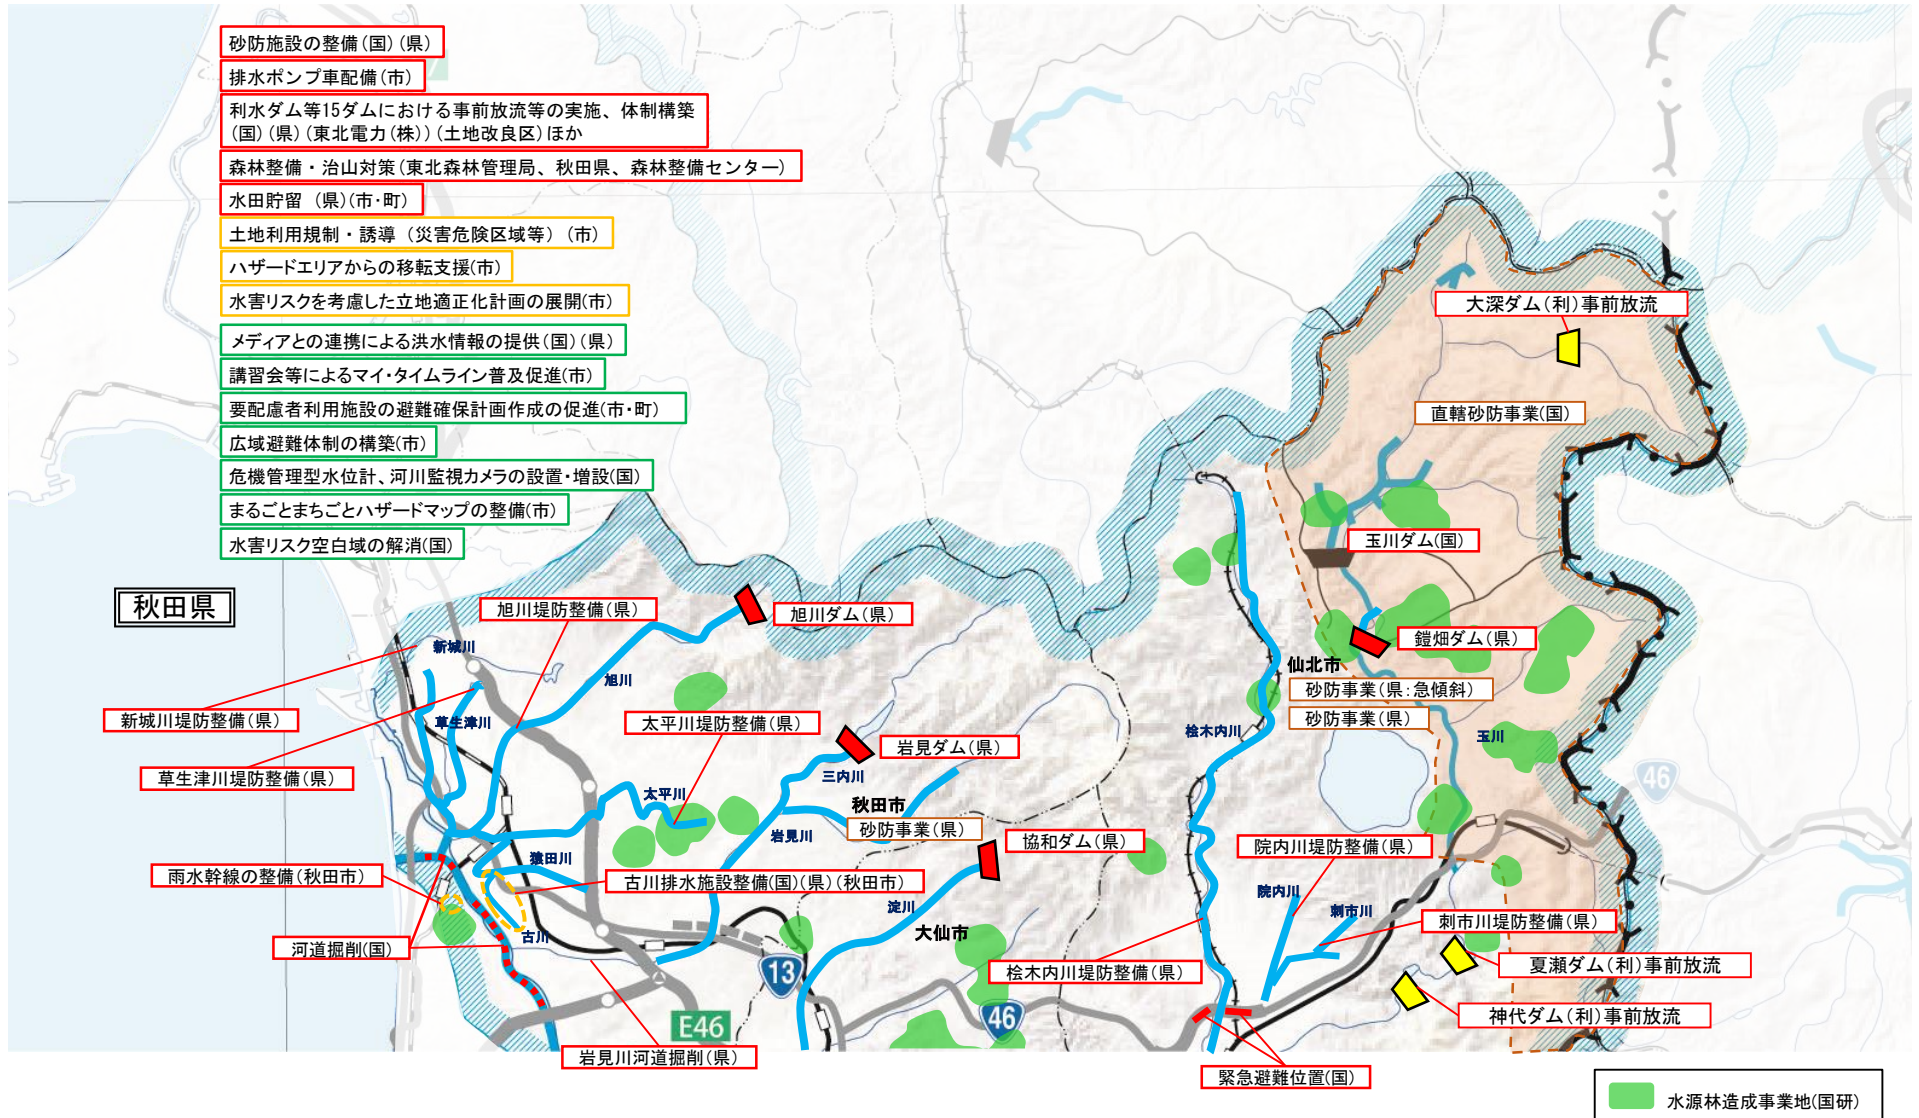 砂防施設の整備(国)(県)
排水ポンプ車配備(市)
利水ダム等15ダムにおける事前放流等の実施、体制構築
(国)(県)(東北電力(株))(土地改良区)ほか
森林整備・治山対策(東北森林管理局、秋田県、森林整備センター)
水田貯留 (県)(市・町)
土地利用規制・誘導(災害危険区域等)(市)
ハザードエリアからの移転支援(市)
水害リスクを考慮した立地適正化計画の展開(市)
メディアとの連携による洪水情報の提供(国)(県)
講習会等によるマイ・タイムライン普及促進(市)
要配慮者利用施設の避難確保計画作成の促進(市・町)
広域避難体制の構築(市)
危機管理型水位計、河川監視カメラの設置・増設(国)
まるごとまちごとハザードマップの整備(市)
水害リスク空白域の解消(国)
大深ダム(利)事前放流
直轄砂防事業(国)
玉川ダム(国)
秋田県
旭川堤防整備(県)
旭川ダム(県)
鎧畑ダム(県)
新城川
仙北市
旭川
砂防事業(県:急傾斜)
新城川堤防整備(県)
草生津川
太平川堤防整備(県)
砂防事業(県)
桧木内川
玉川
岩見ダム(県)
草生津川堤防整備(県)
三内川
46
太平川
秋田市
岩見川
砂防事業(県)
協和ダム(県)
院内川堤防整備(県)
猿田川
雨水幹線の整備(秋田市)
古川排水施設整備(国)(県)(秋田市)
淀川
院内川
刺市川
刺市川堤防整備(県)
古川
大仙市
河道掘削(国)
13
桧木内川堤防整備(県)
夏瀬ダム(利)事前放流
神代ダム(利)事前放流
E46
46
岩見川河道掘削(県)
緊急避難位置(国)
水源林造成事業地(国研)